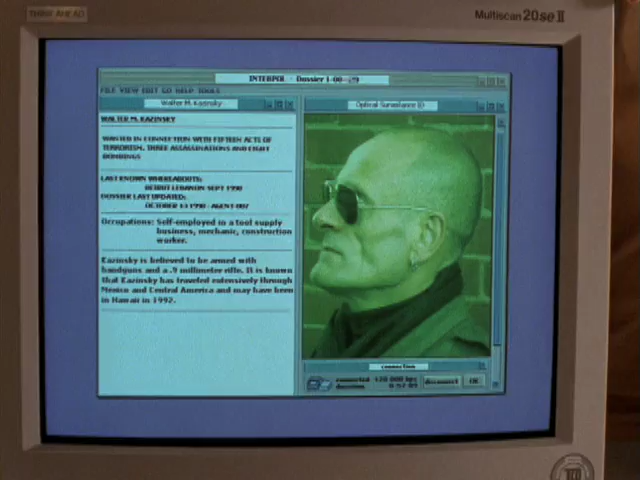 THINK AHEAD
Multiscan 20se II
INTERPOL - Dossier
FILE VIEW EDIT GO HELP TOOLS
Walter M. Kazinsky
Optical Surveillance
WALTER M. KAZINSKY
WANTED IN CONNECTION WITH FIFTEEN ACTS OF
TERRORISM, THREE ASSASSINATIONS AND EIGHT
BOMBINGS
LAST KNOWN WHEREABOUTS:
BEIRUT LEBANON SEPT 1990
DOSSIER LAST UPDATED:
OCTOBER 13 1990 - AGENT 007
Occupations: Self-employed in a tool supply
business, mechanic, construction
worker.
Kazinsky is believed to be armed with
handguns and a .9 millimeter rifle. It is known
that Kazinsky has traveled extensively through
Mexico and Central America and may have been
in Hawaii in 1992.
connection
connected
duration
disconnect
OK